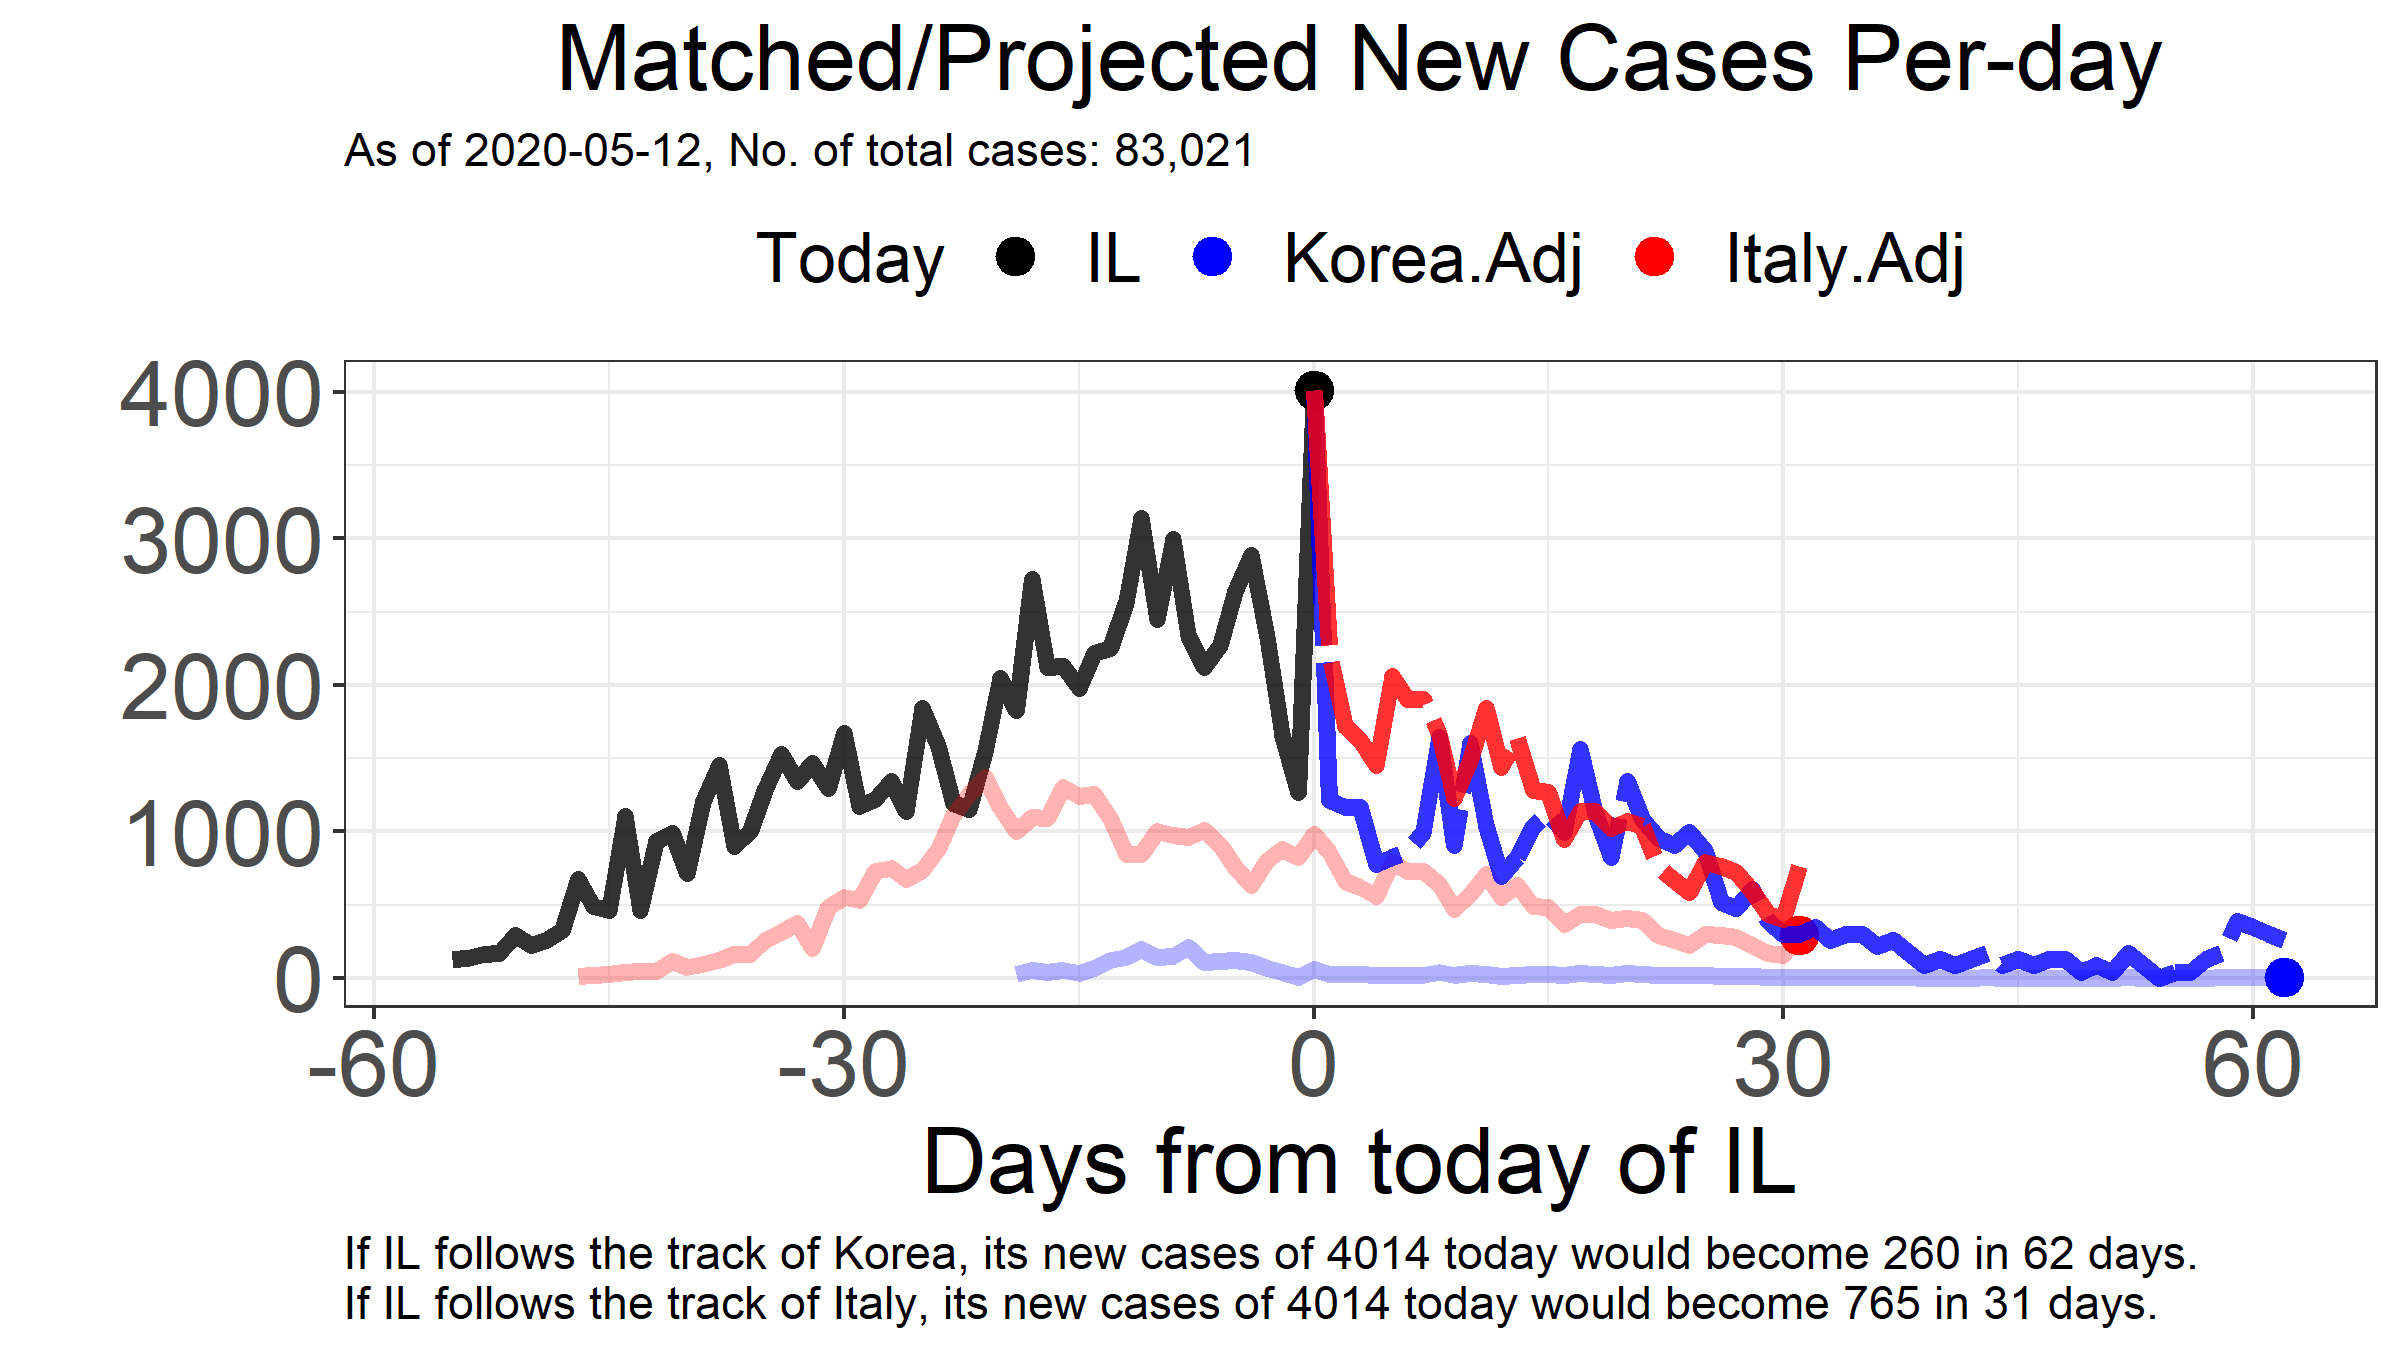 Matched/Projected New Cases Per-day
As of 2020-05-12, No. of total cases: 83,021
Today IL Korea.Adj Italy.Adj
4000
3000
2000
1000
0
-60 -30 0 30 60
Days from today of IL
If IL follows the track of Korea, its new cases of 4014 today would become 260 in 62 days.
If IL follows the track of Italy, its new cases of 4014 today would become 765 in 31 days.